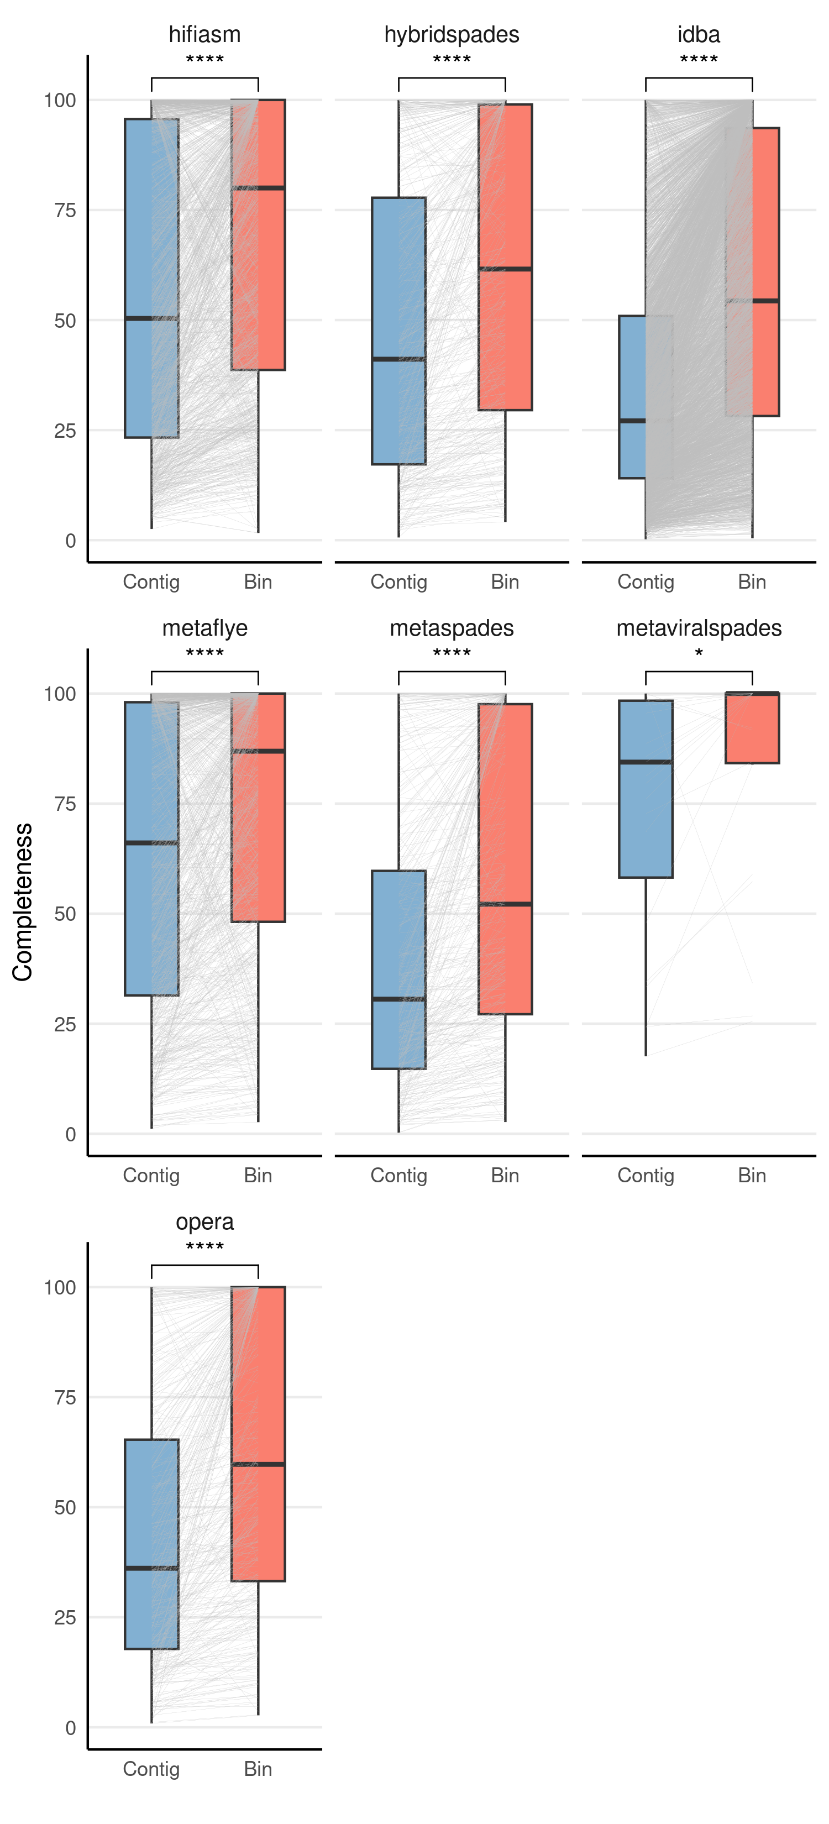 hifiasm hybridspades idba
**** **** ****
100
75
50
25
0
Contig Bin Contig Bin Contig Bin
metaflye metaspades metaviralspades
**** **** *
100
75
50
25
0
Completeness
Contig Bin Contig Bin Contig Bin
opera
****
100
75
50
25
0
Contig Bin